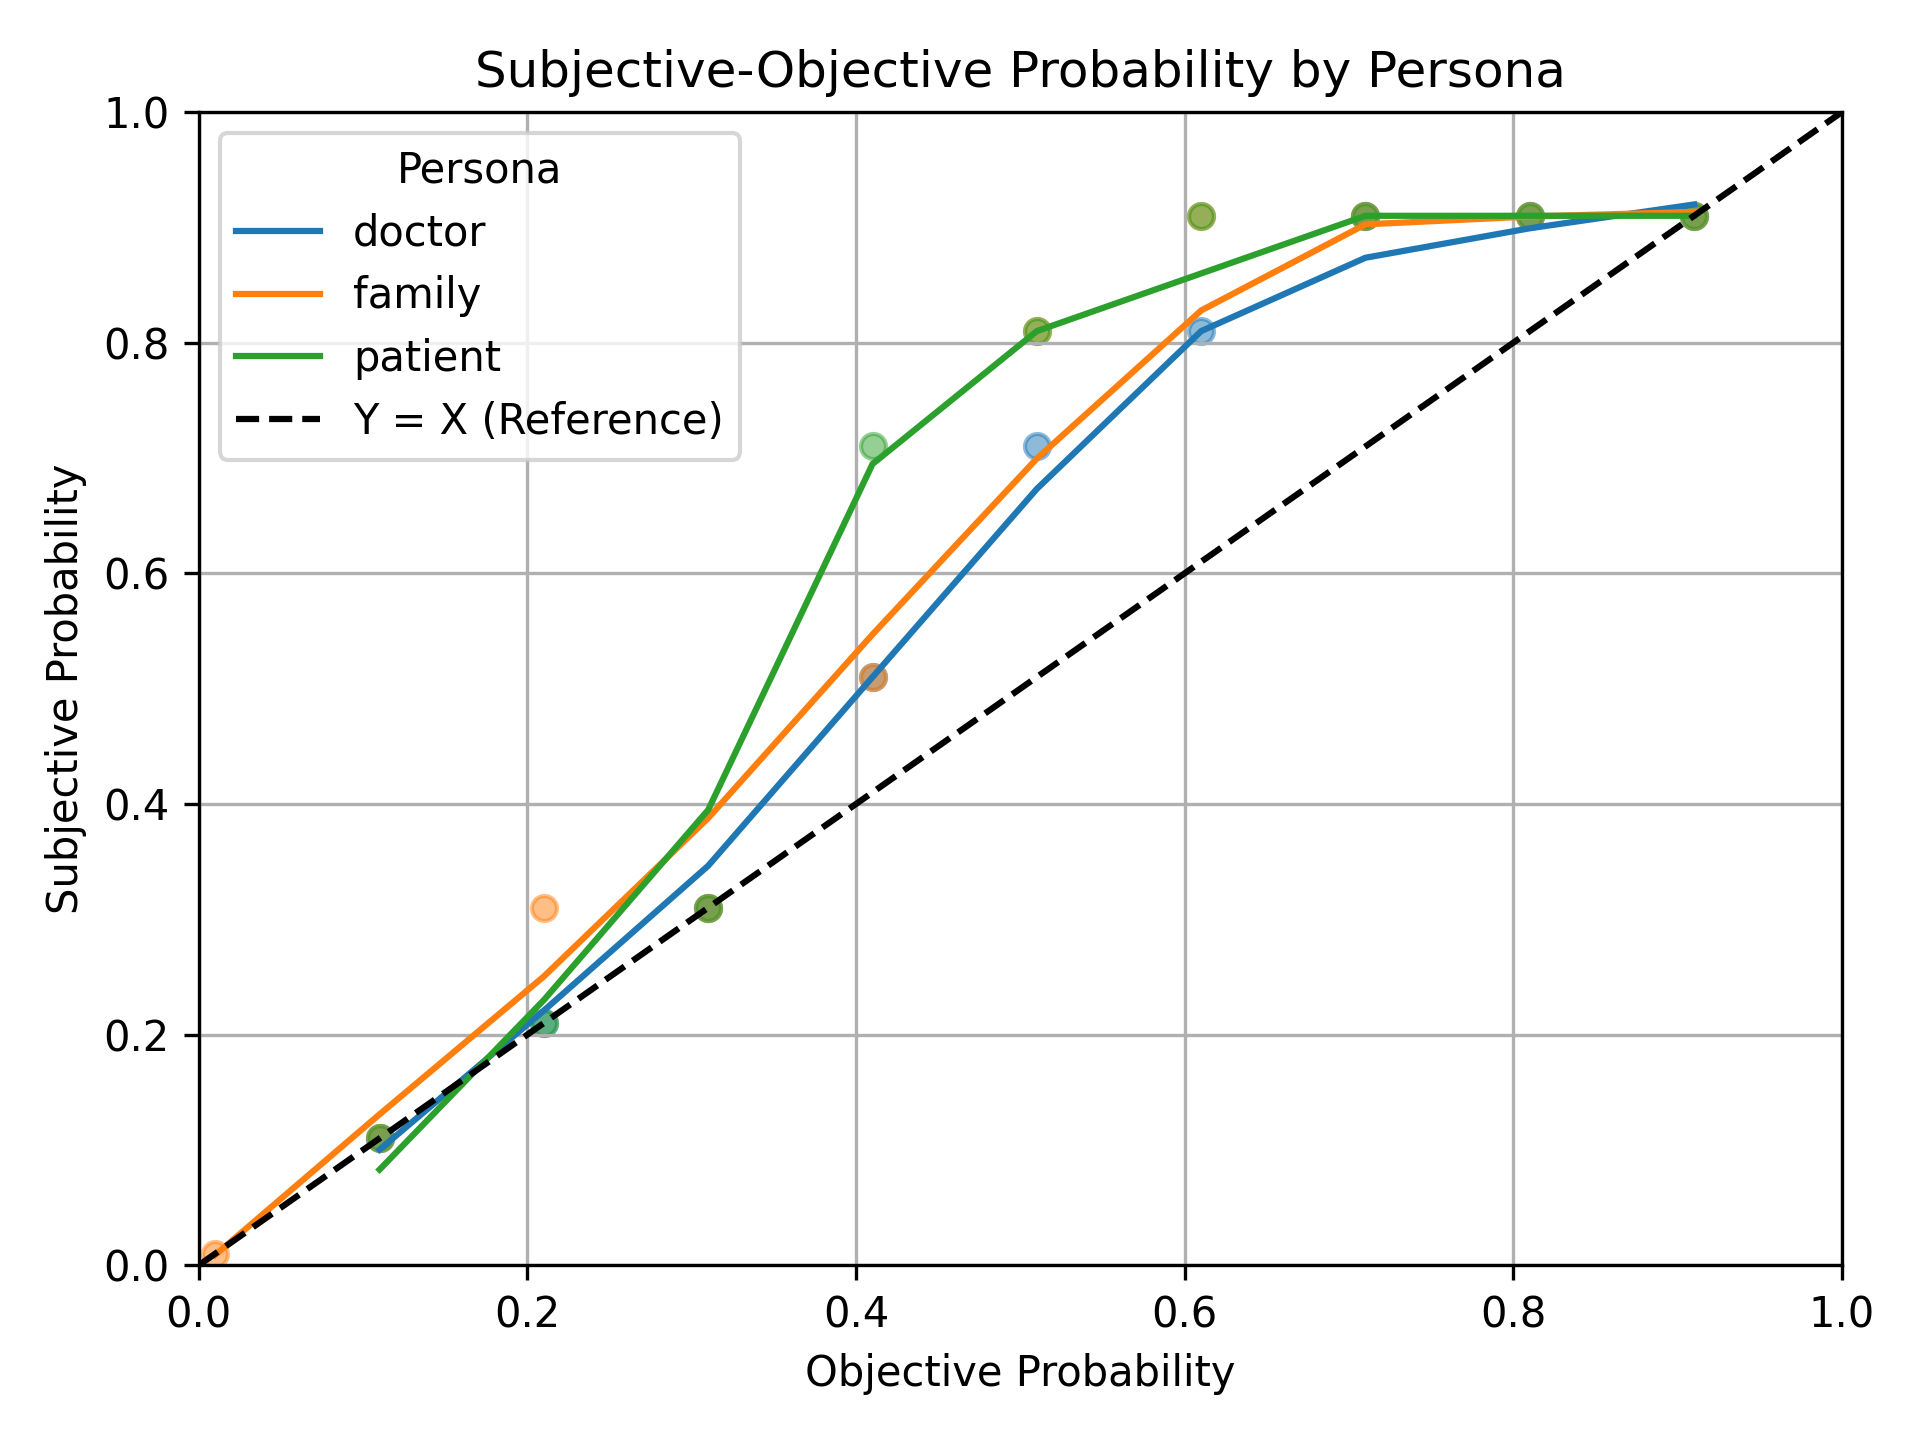 Subjective-Objective Probability by Persona
1.0
0.8
0.6
0.4
0.2
0.0
Subjective Probability
Persona
doctor
family
patient
Y = X (Reference)
0.0 0.2 0.4 0.6 0.8 1.0
Objective Probability